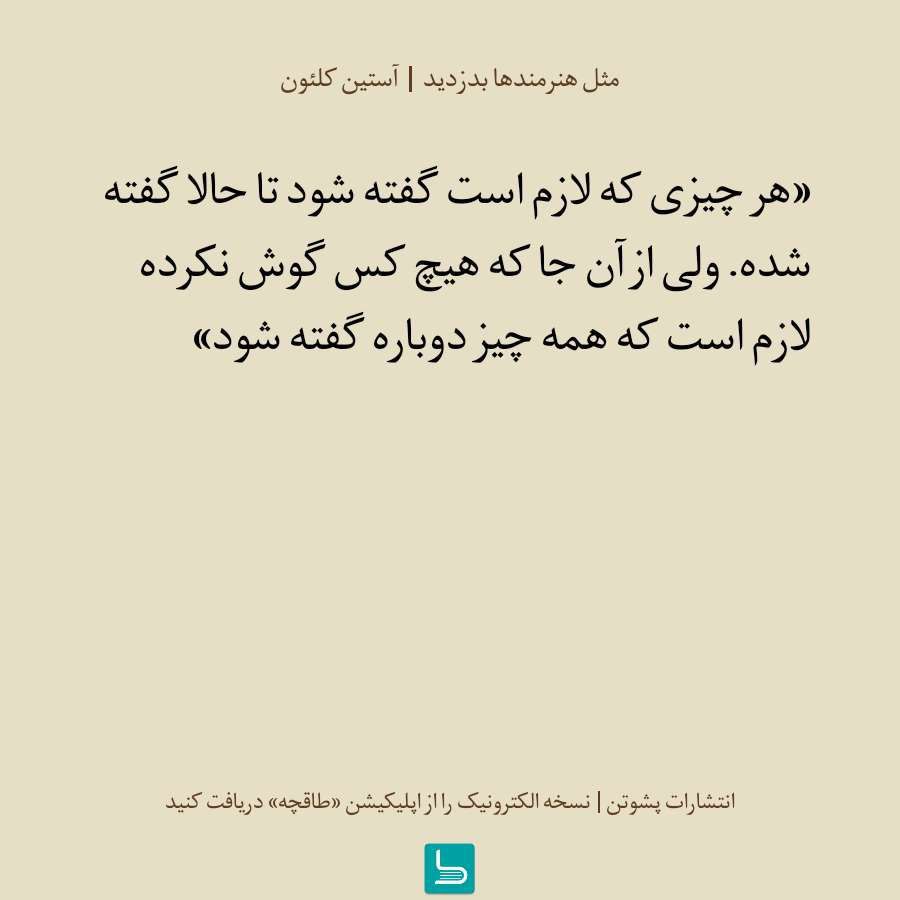 مثل هنرمندها بدزدید | آستین کلئون
«هر چیزی که لازم است گفته شود تا حالا گفته
شده. ولی از آن جا که هیچ کس گوش نکرده
لازم است که همه چیز دوباره گفته شود»
انتشارات پشوتن | نسخه الکترونیک را از اپلیکیشن «طاقچه» دریافت کنید